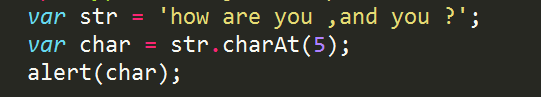 var str = 'how are you ,and you ?';
var char = str.charAt(5);
alert(char);